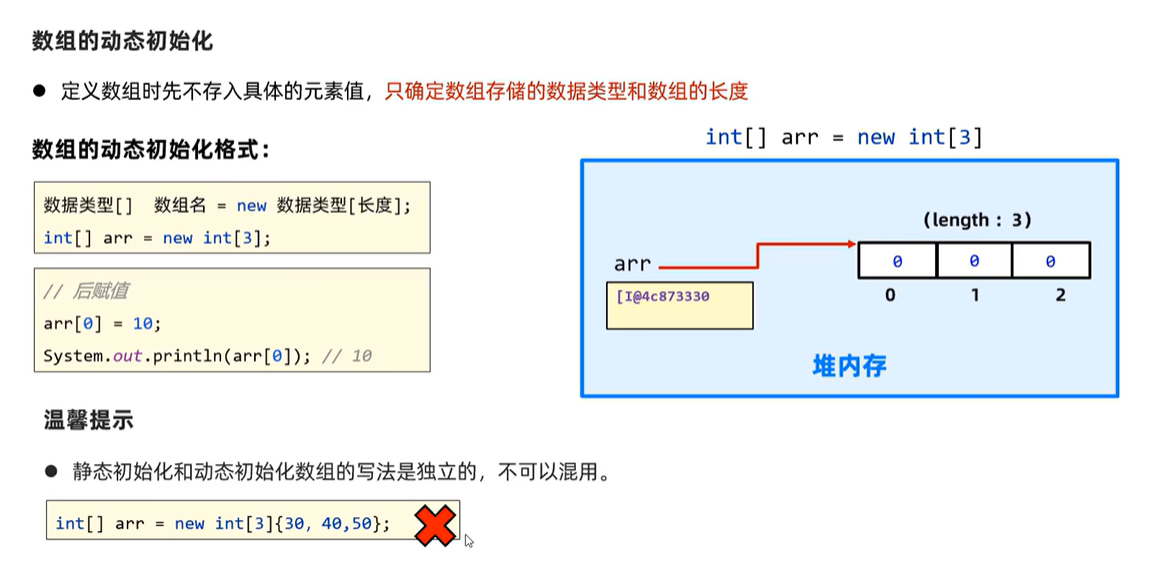 数组的动态初始化
● 定义数组时先不存入具体的元素值，只确定数组存储的数据类型和数组的长度
数组的动态初始化格式：
数据类型[] 数组名 = new 数据类型[长度];
int[] arr = new int[3];
// 后赋值
arr[0] = 10;
System.out.println(arr[0]); // 10
int[] arr = new int[3]
(length : 3)
arr
0 0 0
[I@4c873330
0 1 2
堆内存
温馨提示
● 静态初始化和动态初始化数组的写法是独立的，不可以混用。
int[] arr = new int[3]{30, 40,50};